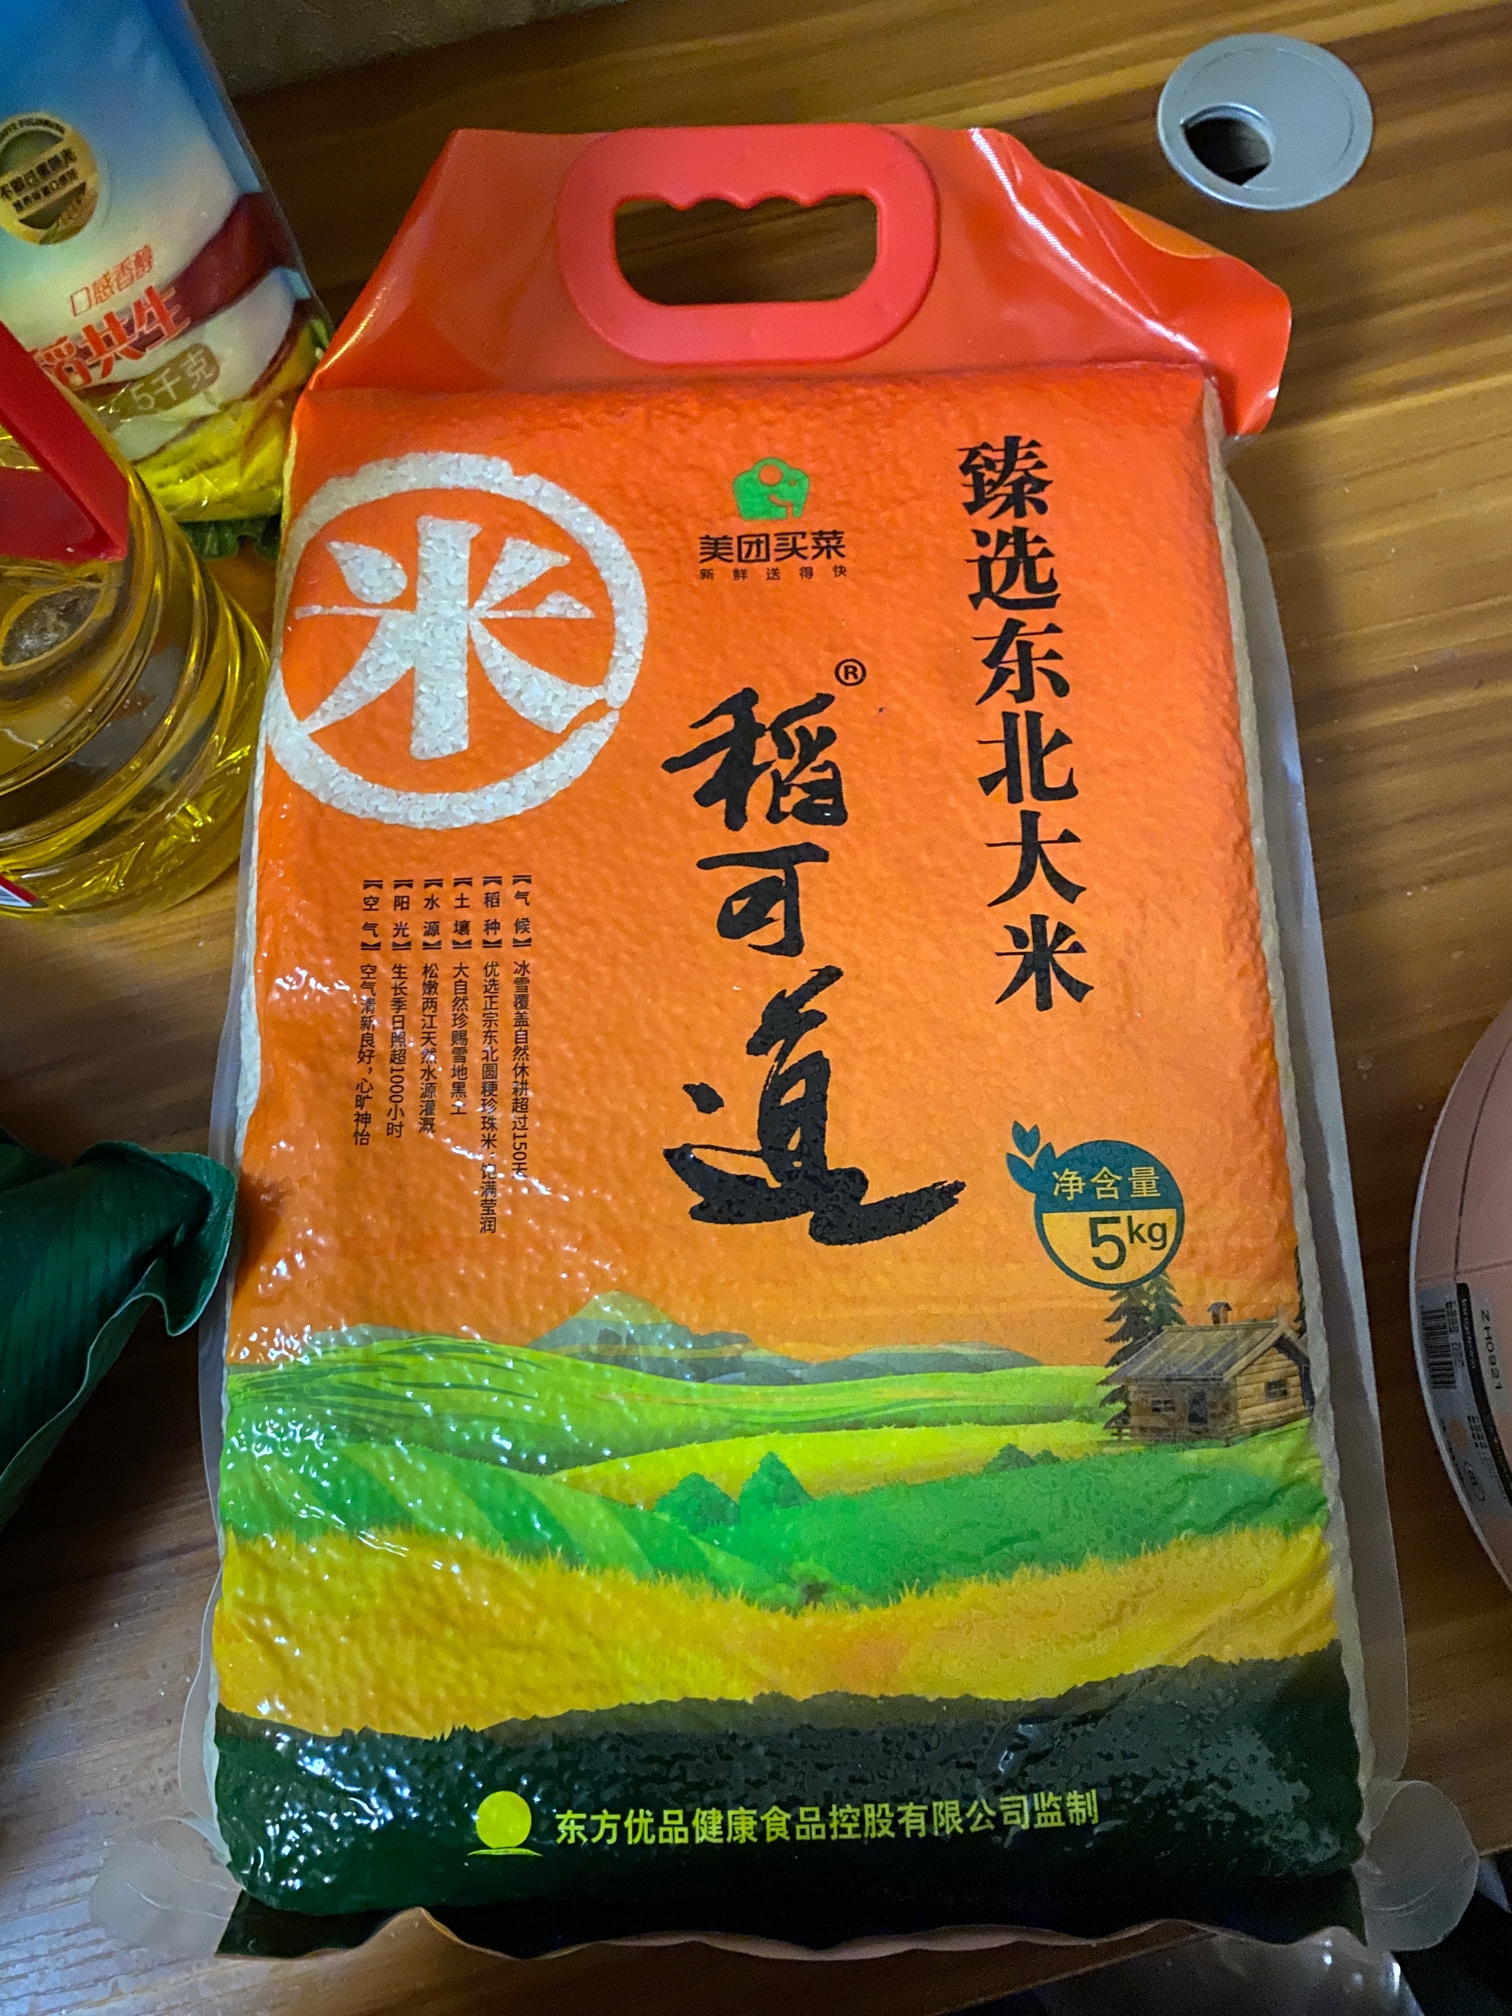 口感香醇
稻共生
5千克
米
美团买菜
新鲜送得快
臻选东北大米
稻可道
®
【气候】冰雪覆盖自然休耕超过150天
【稻种】优选正宗东北圆粳珍珠米，饱满莹润
【土壤】大自然珍赐雪地黑土
【水源】松嫩两江天然水源灌溉
【阳光】生长季日照超1000小时
【空气】空气清新良好，心旷神怡
净含量
5kg
东方优品健康食品控股有限公司监制
ZH0921